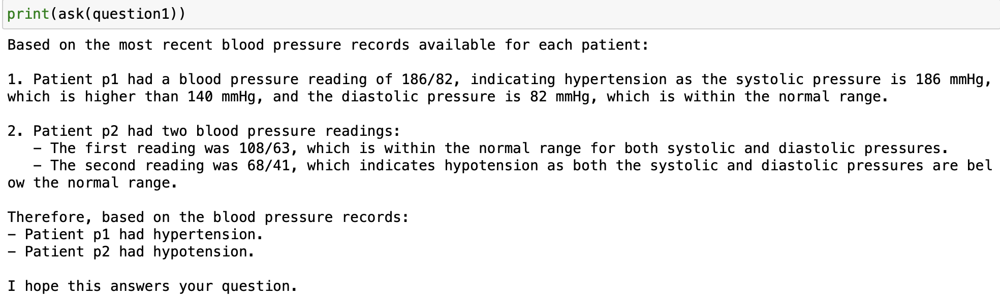 print(ask(question1))
Based on the most recent blood pressure records available for each patient:
1. Patient p1 had a blood pressure reading of 186/82, indicating hypertension as the systolic pressure is 186 mmHg,
which is higher than 140 mmHg, and the diastolic pressure is 82 mmHg, which is within the normal range.
2. Patient p2 had two blood pressure readings:
– The first reading was 108/63, which is within the normal range for both systolic and diastolic pressures.
– The second reading was 68/41, which indicates hypotension as both the systolic and diastolic pressures are bel
ow the normal range.
Therefore, based on the blood pressure records:
– Patient p1 had hypertension.
– Patient p2 had hypotension.
I hope this answers your question.